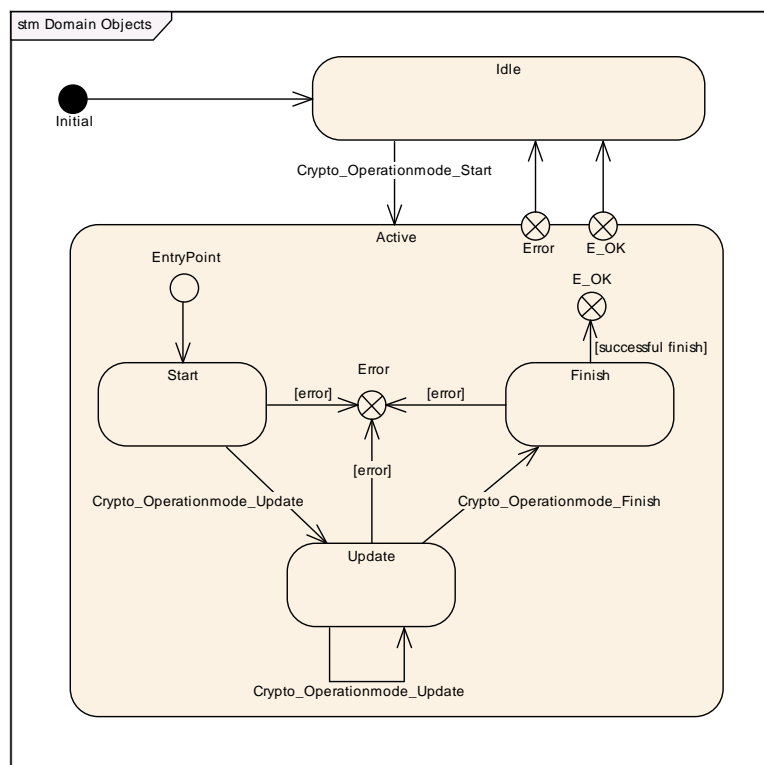 stm Domain Objects
Idle
Initial
Crypto_Operationmode_Start
Active
Error
E_OK
EntryPoint
E_OK
[successful finish]
Start
Error
Finish
[error]
[error]
[error]
Crypto_Operationmode_Update
Crypto_Operationmode_Finish
Update
Crypto_Operationmode_Update